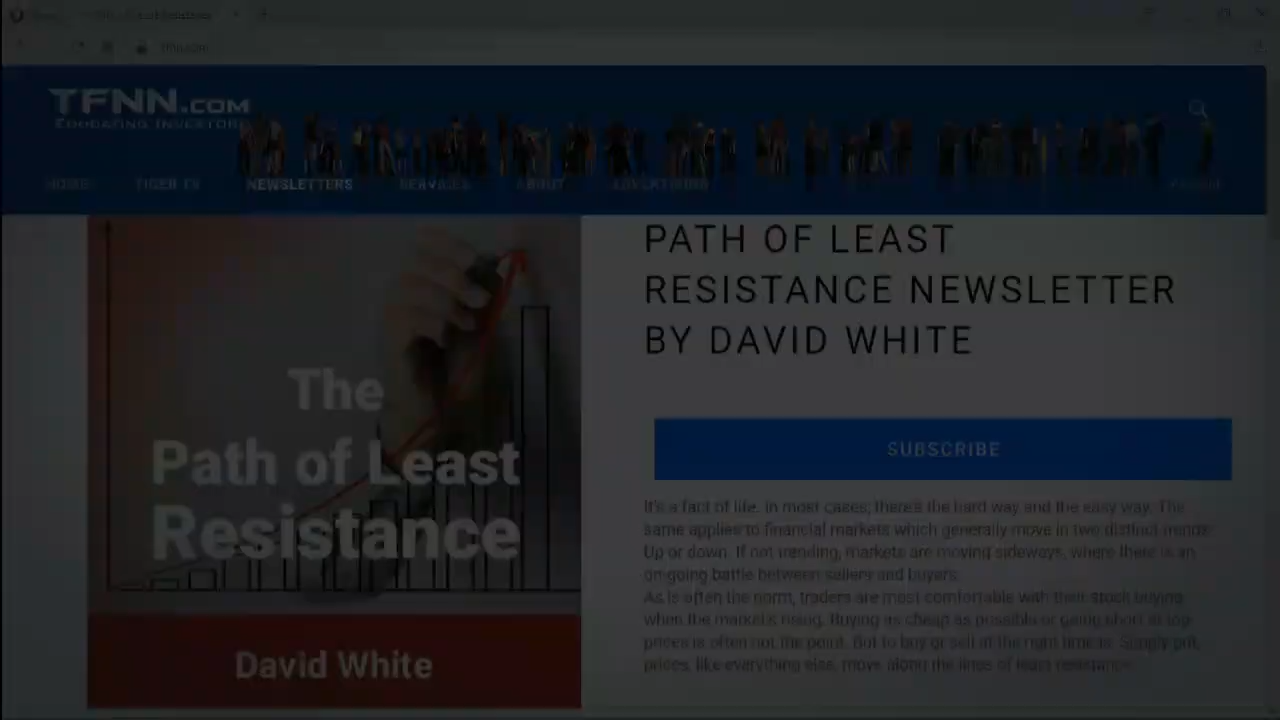 tfnn.com
TFNN.COM
EDUCATING INVESTORS
HOME
TIGER TV
NEWSLETTERS
SERVICES
ABOUT
ADVERTISING
PATH OF LEAST
RESISTANCE NEWSLETTER
BY DAVID WHITE
The
Path of Least
Resistance
David White
SUBSCRIBE
It's a fact of life. In most cases, there's the hard way and the easy way. The
same applies to financial markets which generally move in two distinct trends:
Up or down. If not trending, markets are moving sideways, where there is an
on-going battle between sellers and buyers.
As is often the norm, traders are most comfortable with their stock buying
when the market's rising. Buying as cheap as possible or going short at top
prices is often not the point. But to buy or sell at the right time is. Supply put,
prices, like everything else, move along the lines of least resistance.